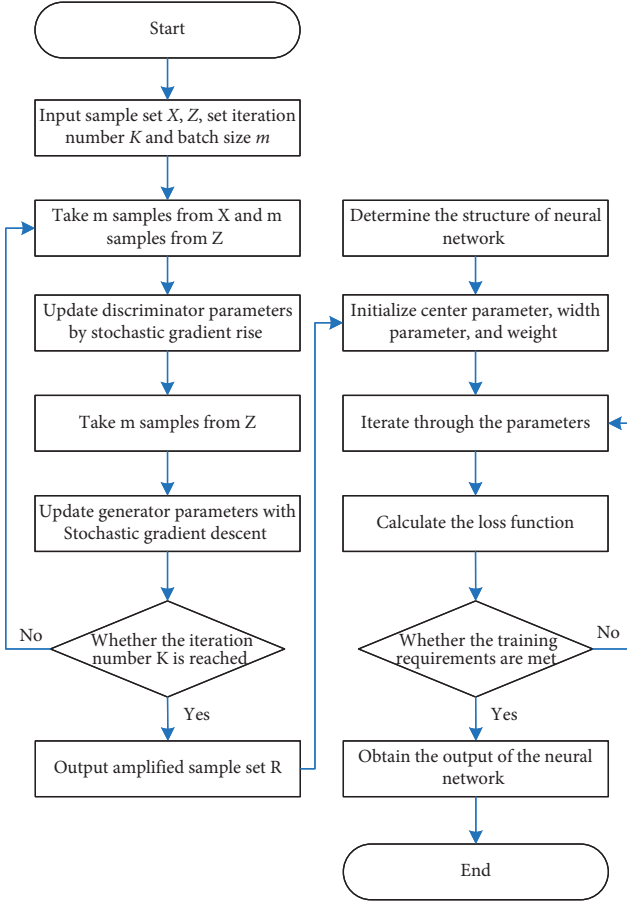 Start
Input sample set X, Z, set iteration
number K and batch size m
Take m samples from X and m
samples from Z
Update discriminator parameters
by stochastic gradient rise
Take m samples from Z
Update generator parameters with
Stochastic gradient descent
Whether the iteration
number K is reached
No
Yes
Output amplified sample set R
Determine the structure of neural
network
Initialize center parameter, width
parameter, and weight
Iterate through the parameters
Calculate the loss function
Whether the training
requirements are met
No
Yes
Obtain the output of the neural
network
End